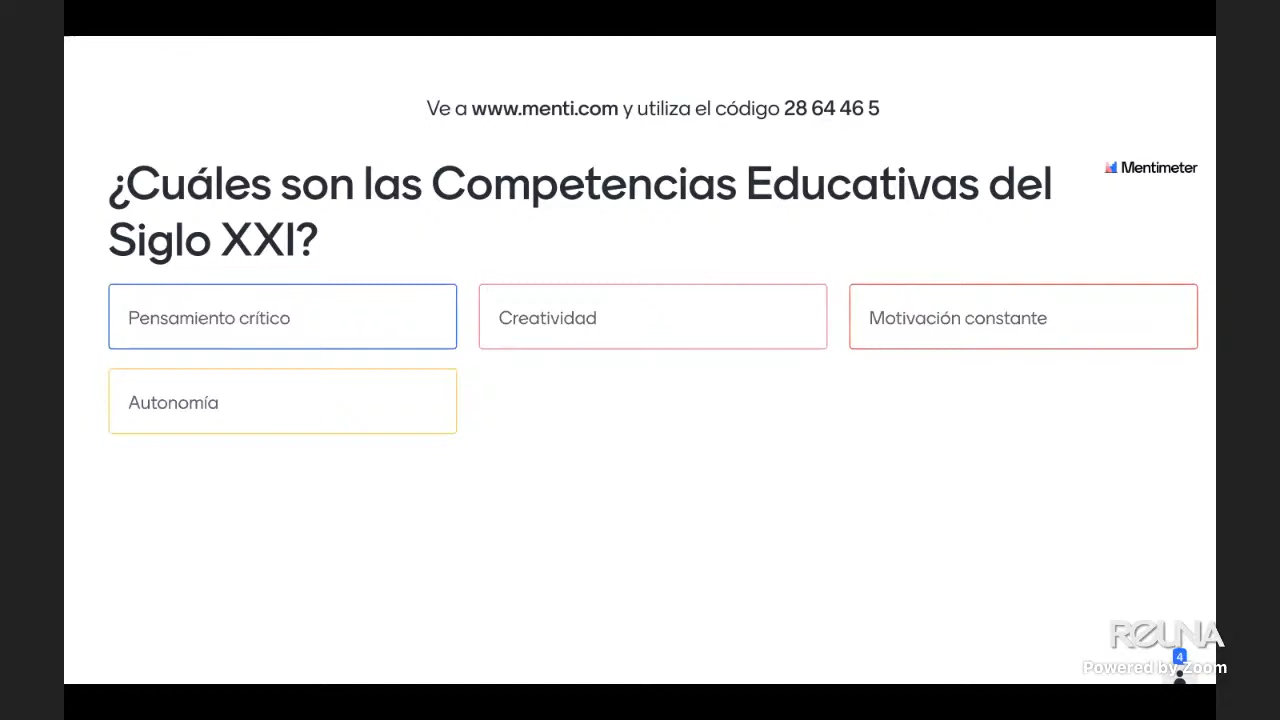 Ve a www.menti.com y utiliza el código 28 64 46 5
Mentimeter
¿Cuáles son las Competencias Educativas del
Siglo XXI?
Pensamiento crítico
Creatividad
Motivación constante
Autonomía
REUNA
4
Powered by Zoom